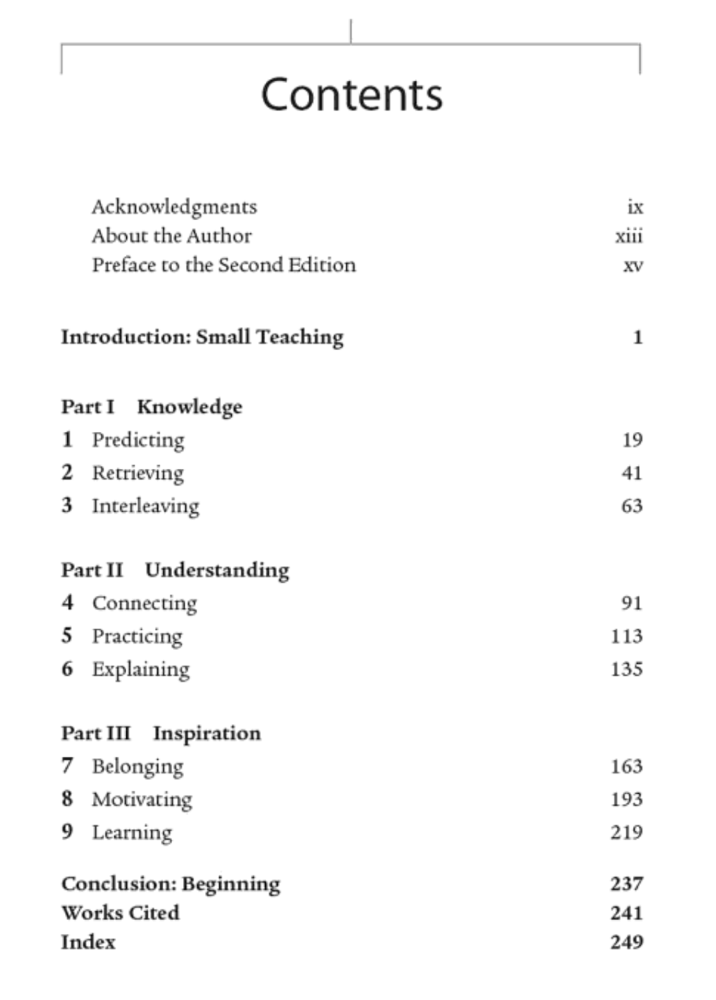 Contents
Acknowledgments ix
About the Author xiii
Preface to the Second Edition xv
Introduction: Small Teaching 1
Part I Knowledge
1 Predicting 19
2 Retrieving 41
3 Interleaving 63
Part II Understanding
4 Connecting 91
5 Practicing 113
6 Explaining 135
Part III Inspiration
7 Belonging 163
8 Motivating 193
9 Learning 219
Conclusion: Beginning 237
Works Cited 241
Index 249